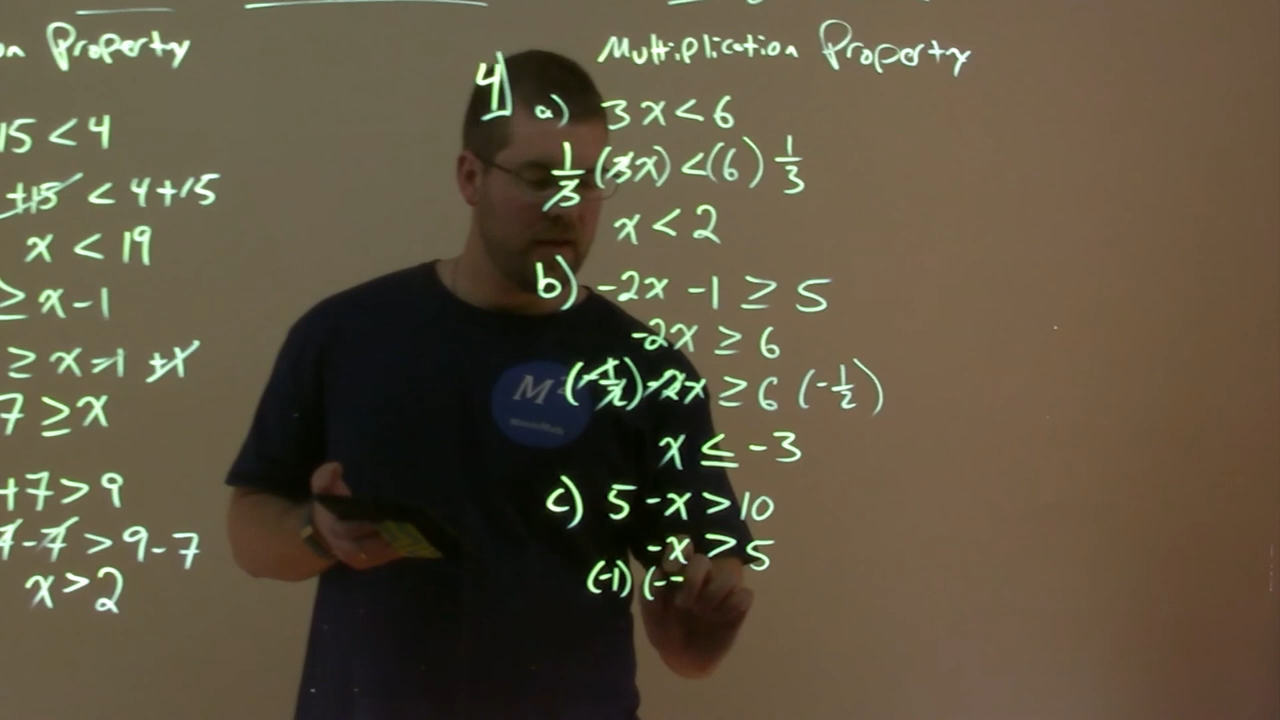 on Property
15 < 4
+15 < 4+15
x < 19
≥ x-1
≥ x-1 +1
7 ≥ x
+7 > 9
7-7 > 9-7
x > 2
Multiplication Property
4] a) 3x < 6
1/3 (3x) < (6) 1/3
x < 2
b) -2x -1 ≥ 5
-2x ≥ 6
(-1/2) -2x ≥ 6 (-1/2)
x ≤ -3
c) 5 -x > 10
-x > 5
(-1) (-
M²